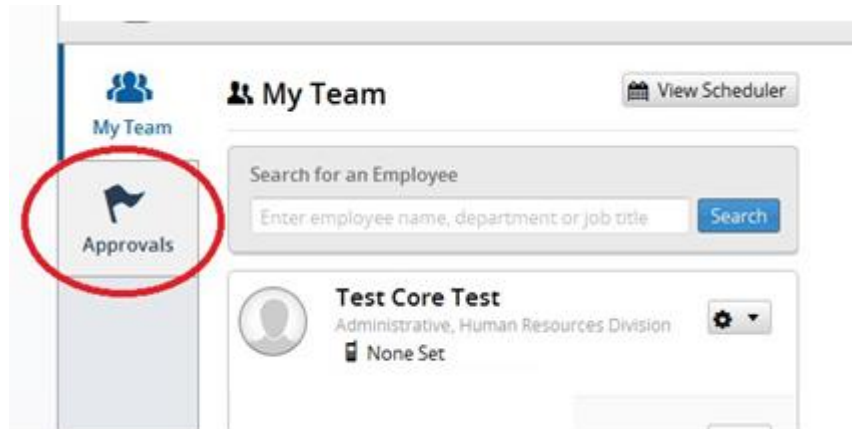 My Team
Approvals
My Team
View Scheduler
Search for an Employee
Enter employee name, department or job title
Search
Test Core Test
Administrative, Human Resources Division
None Set